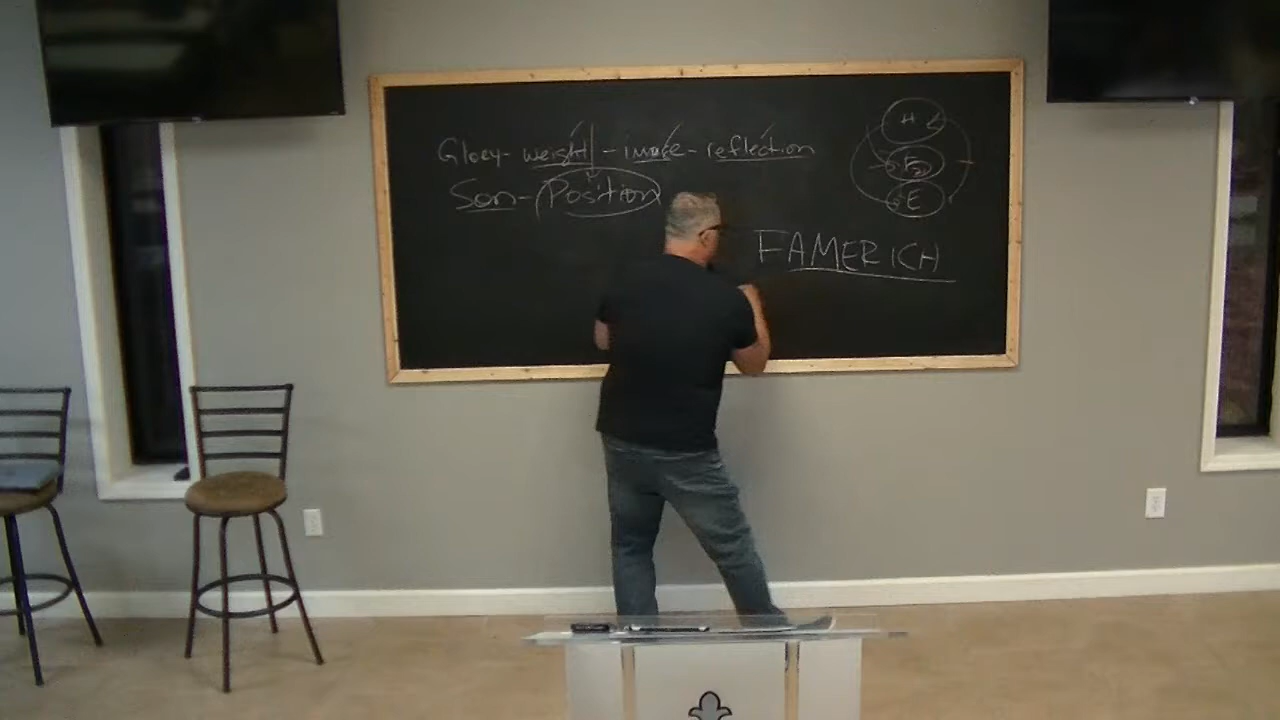 Glory- weight - image - reflection
Son - Position
H
E
FAMERICH